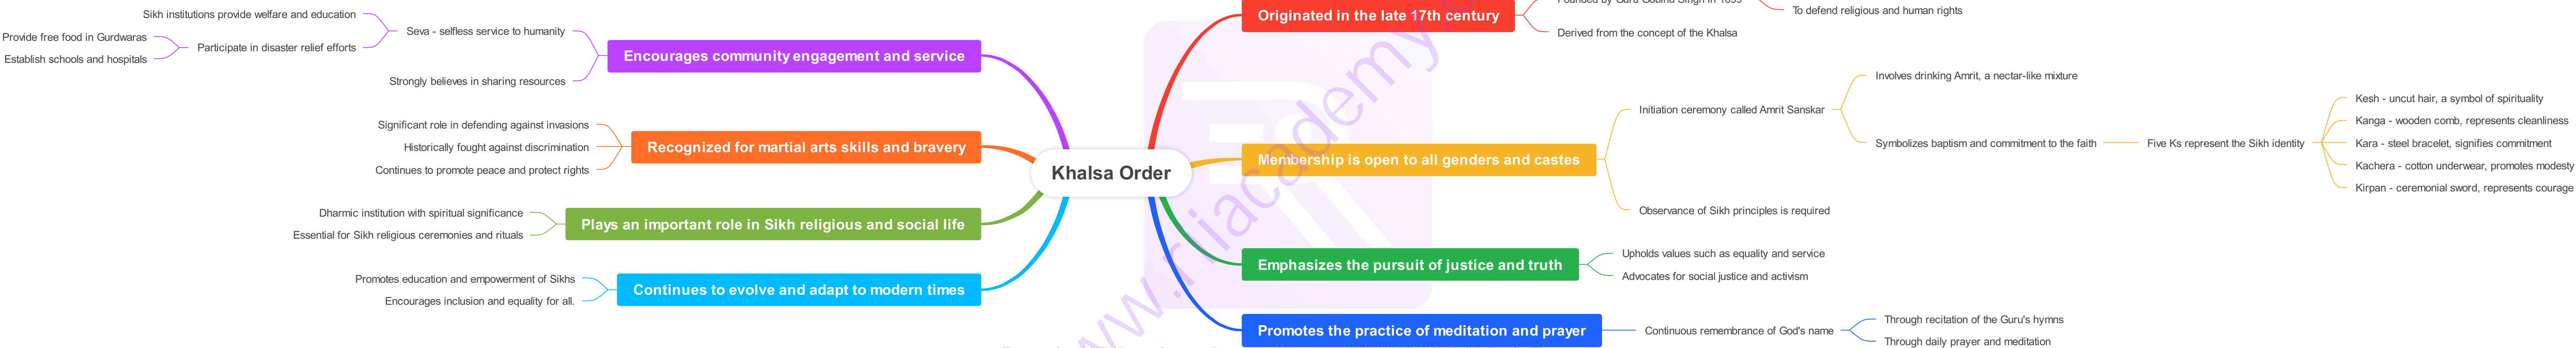 Khalsa Order
Originated in the late 17th century
Founded by Guru Gobind Singh in 1699
To defend religious and human rights
Derived from the concept of the Khalsa
Membership is open to all genders and castes
Initiation ceremony called Amrit Sanskar
Involves drinking Amrit, a nectar-like mixture
Symbolizes baptism and commitment to the faith
Five Ks represent the Sikh identity
Kesh - uncut hair, a symbol of spirituality
Kanga - wooden comb, represents cleanliness
Kara - steel bracelet, signifies commitment
Kachera - cotton underwear, promotes modesty
Kirpan - ceremonial sword, represents courage
Observance of Sikh principles is required
Emphasizes the pursuit of justice and truth
Upholds values such as equality and service
Advocates for social justice and activism
Promotes the practice of meditation and prayer
Continuous remembrance of God's name
Through recitation of the Guru's hymns
Through daily prayer and meditation
Encourages community engagement and service
Seva - selfless service to humanity
Sikh institutions provide welfare and education
Participate in disaster relief efforts
Provide free food in Gurdwaras
Establish schools and hospitals
Strongly believes in sharing resources
Recognized for martial arts skills and bravery
Significant role in defending against invasions
Historically fought against discrimination
Continues to promote peace and protect rights
Plays an important role in Sikh religious and social life
Dharmic institution with spiritual significance
Essential for Sikh religious ceremonies and rituals
Continues to evolve and adapt to modern times
Promotes education and empowerment of Sikhs
Encourages inclusion and equality for all.